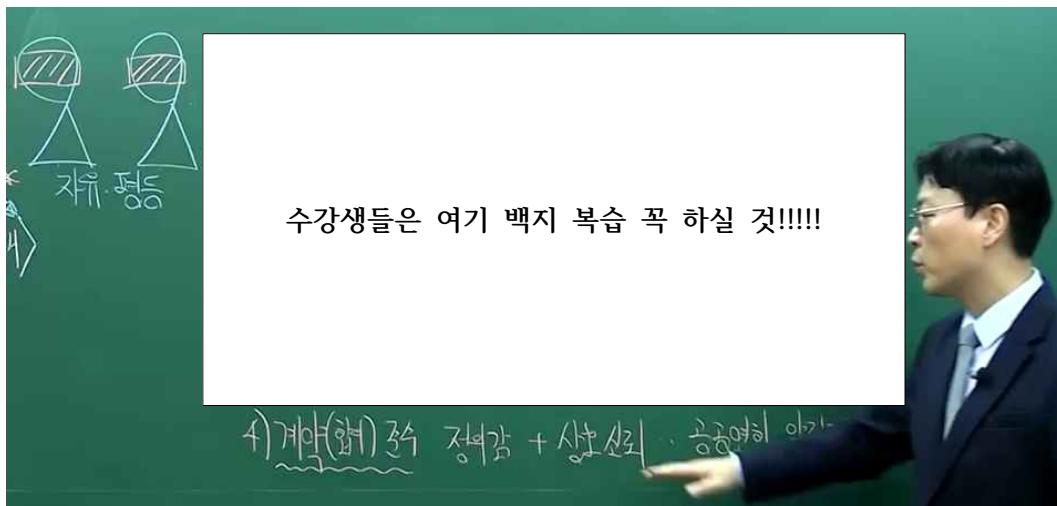 자유·평등
4〉
수강생들은 여기 백지 복습 꼭 하실 것!!!!!
4) 계약(합의) 준수 정의감 + 상호신뢰 ·· 공공연히